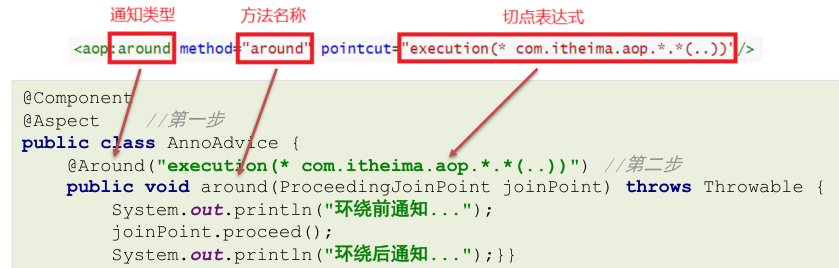 通知类型 方法名称 切点表达式
<aop:around method="around" pointcut="execution(* com.itheima.aop.*.*(..))"/>
@Component
@Aspect //第一步
public class AnnoAdvice {
@Around("execution(* com.itheima.aop.*.*(..))") //第二步
public void around(ProceedingJoinPoint joinPoint) throws Throwable {
System.out.println("环绕前通知...");
joinPoint.proceed();
System.out.println("环绕后通知...");}}